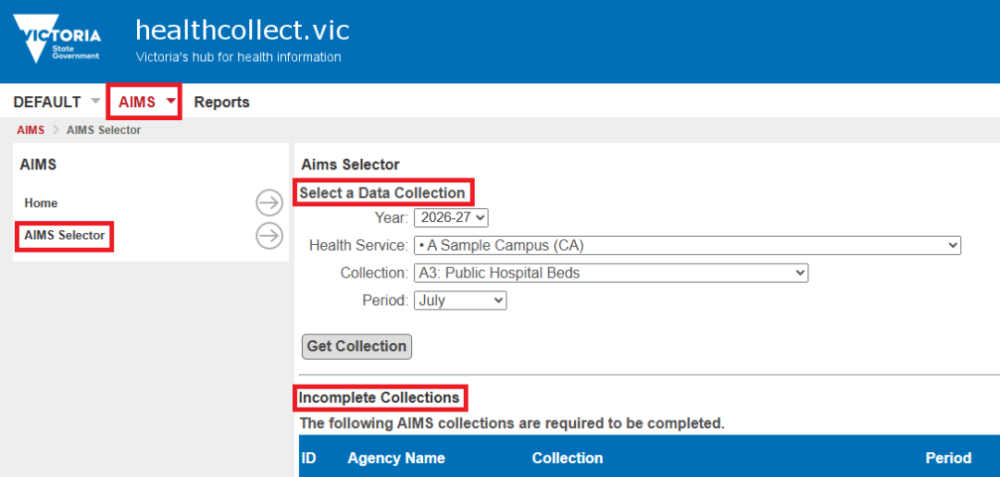 VICTORIA
State
Government
healthcollect.vic
Victoria's hub for health information
DEFAULT AIMS Reports
AIMS > AIMS Selector
AIMS
Home
AIMS Selector
Aims Selector
Select a Data Collection
Year: 2026-27
Health Service: • A Sample Campus (CA)
Collection: A3: Public Hospital Beds
Period: July
Get Collection
Incomplete Collections
The following AIMS collections are required to be completed.
ID Agency Name Collection Period